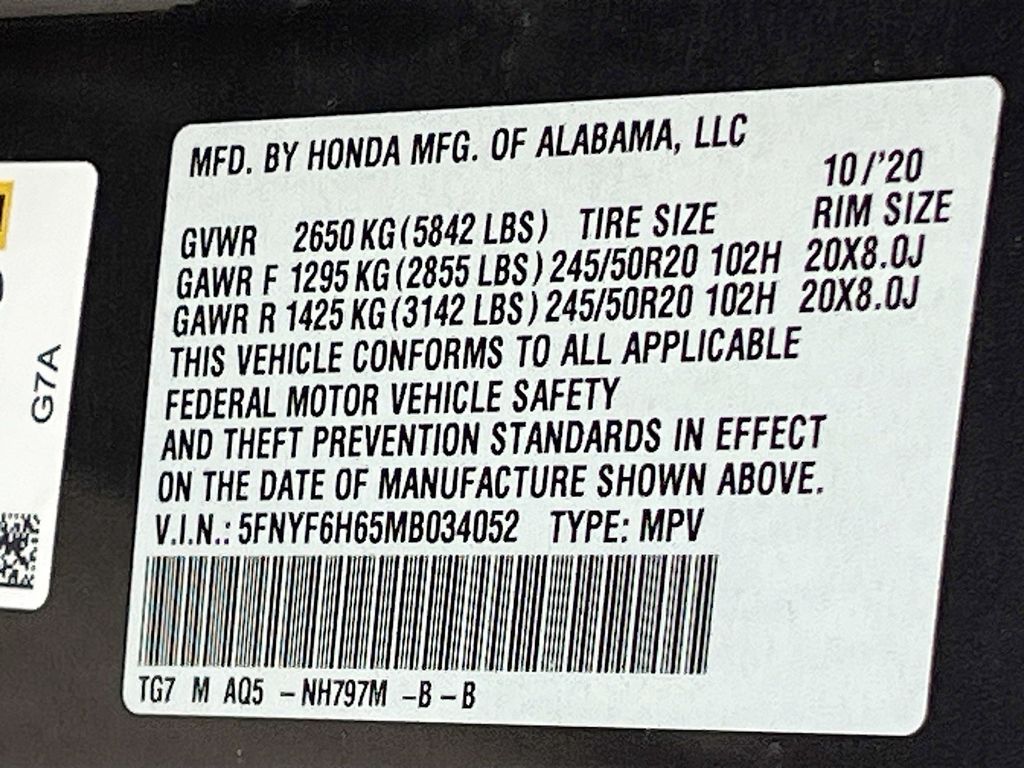 MFD. BY HONDA MFG. OF ALABAMA, LLC
10/'20
GVWR 2650 KG (5842 LBS) TIRE SIZE RIM SIZE
GAWR F 1295 KG (2855 LBS) 245/50R20 102H 20X8.0J
GAWR R 1425 KG (3142 LBS) 245/50R20 102H 20X8.0J
THIS VEHICLE CONFORMS TO ALL APPLICABLE
FEDERAL MOTOR VEHICLE SAFETY
AND THEFT PREVENTION STANDARDS IN EFFECT
ON THE DATE OF MANUFACTURE SHOWN ABOVE.
V.I.N.: 5FNYF6H65MB034052 TYPE: MPV
TG7 M AQ5 - NH797M - B - B
G7A